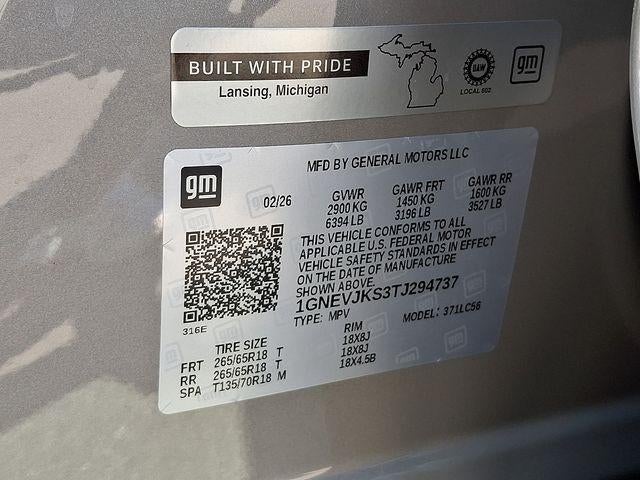 BUILT WITH PRIDE
Lansing, Michigan
UAW
LOCAL 602
gm
gm
MFD BY GENERAL MOTORS LLC
02/26
GVWR GAWR FRT GAWR RR
2900 KG 1450 KG 1600 KG
6394 LB 3196 LB 3527 LB
THIS VEHICLE CONFORMS TO ALL
APPLICABLE U.S. FEDERAL MOTOR
VEHICLE SAFETY STANDARDS IN EFFECT
ON THE DATE OF MANUFACTURE
SHOWN ABOVE.
1GNEVJKS3TJ294737
TYPE: MPV MODEL: 371LC56
316E
TIRE SIZE RIM
FRT 265/65R18 T 18X8J
RR 265/65R18 T 18X8J
SPA T135/70R18 M 18X4.5B